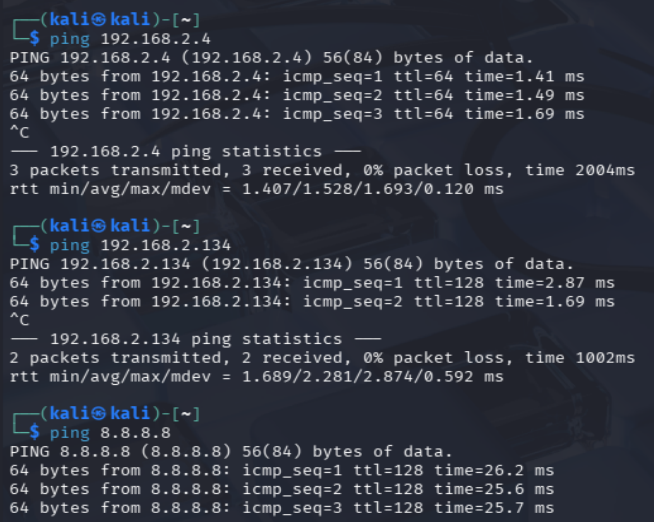 ┌──(kali㉿kali)-[~]
└─$ ping 192.168.2.4
PING 192.168.2.4 (192.168.2.4) 56(84) bytes of data.
64 bytes from 192.168.2.4: icmp_seq=1 ttl=64 time=1.41 ms
64 bytes from 192.168.2.4: icmp_seq=2 ttl=64 time=1.49 ms
64 bytes from 192.168.2.4: icmp_seq=3 ttl=64 time=1.69 ms
^C
--- 192.168.2.4 ping statistics ---
3 packets transmitted, 3 received, 0% packet loss, time 2004ms
rtt min/avg/max/mdev = 1.407/1.528/1.693/0.120 ms
┌──(kali㉿kali)-[~]
└─$ ping 192.168.2.134
PING 192.168.2.134 (192.168.2.134) 56(84) bytes of data.
64 bytes from 192.168.2.134: icmp_seq=1 ttl=128 time=2.87 ms
64 bytes from 192.168.2.134: icmp_seq=2 ttl=128 time=1.69 ms
^C
--- 192.168.2.134 ping statistics ---
2 packets transmitted, 2 received, 0% packet loss, time 1002ms
rtt min/avg/max/mdev = 1.689/2.281/2.874/0.592 ms
┌──(kali㉿kali)-[~]
└─$ ping 8.8.8.8
PING 8.8.8.8 (8.8.8.8) 56(84) bytes of data.
64 bytes from 8.8.8.8: icmp_seq=1 ttl=128 time=26.2 ms
64 bytes from 8.8.8.8: icmp_seq=2 ttl=128 time=25.6 ms
64 bytes from 8.8.8.8: icmp_seq=3 ttl=128 time=25.7 ms